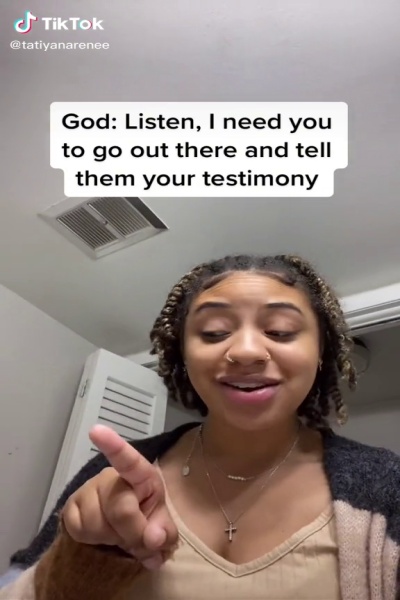 TikTok
@tatiyanarenee
God: Listen, I need you
to go out there and tell
them your testimony